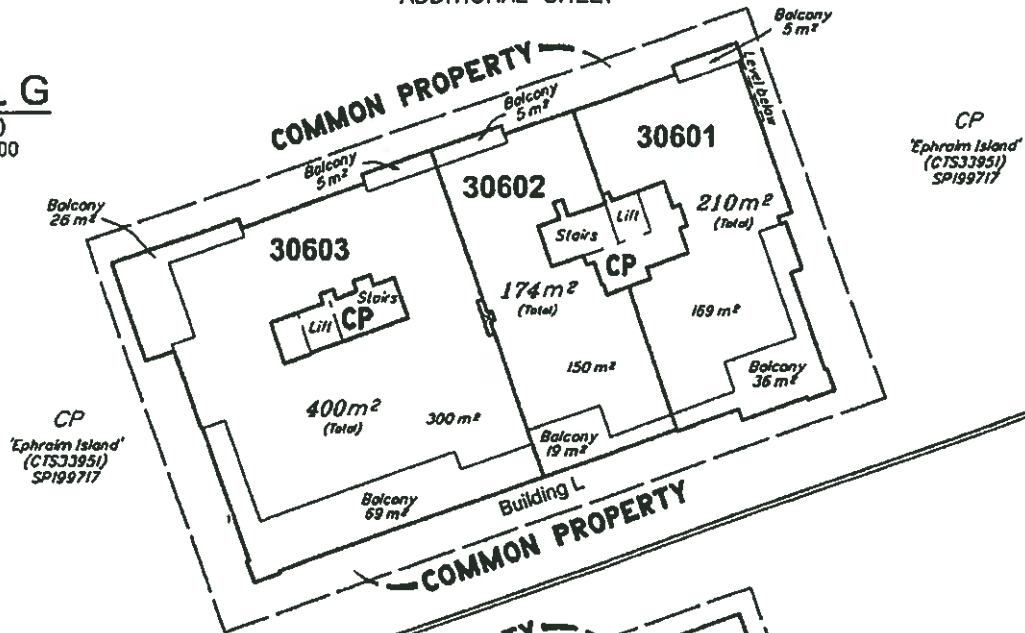 L G
00
COMMON PROPERTY
Balcony
5 m²
Level below
Balcony
5 m²
Balcony
5 m²
30601
CP
'Ephraim Island'
(CTS33951)
SP199717
30602
Balcony
26 m²
30603
Lift
Stairs
CP
210 m²
(Total)
Stairs
Lift
CP
174 m²
(Total)
169 m²
150 m²
Balcony
36 m²
400 m²
(Total)
300 m²
CP
'Ephraim Island'
(CTS33951)
SP199717
Balcony
19 m²
Balcony
69 m²
Building L
COMMON PROPERTY